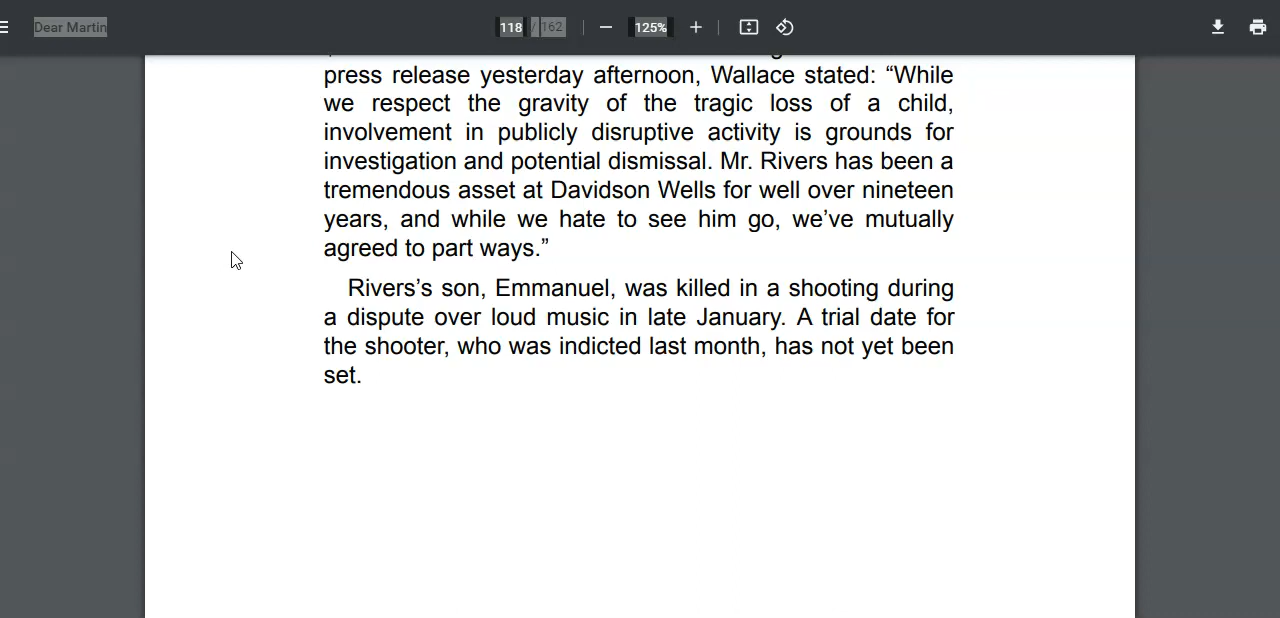 Dear Martin 118 / 162 125%
press release yesterday afternoon, Wallace stated: “While
we respect the gravity of the tragic loss of a child,
involvement in publicly disruptive activity is grounds for
investigation and potential dismissal. Mr. Rivers has been a
tremendous asset at Davidson Wells for well over nineteen
years, and while we hate to see him go, we’ve mutually
agreed to part ways.”
Rivers’s son, Emmanuel, was killed in a shooting during
a dispute over loud music in late January. A trial date for
the shooter, who was indicted last month, has not yet been
set.